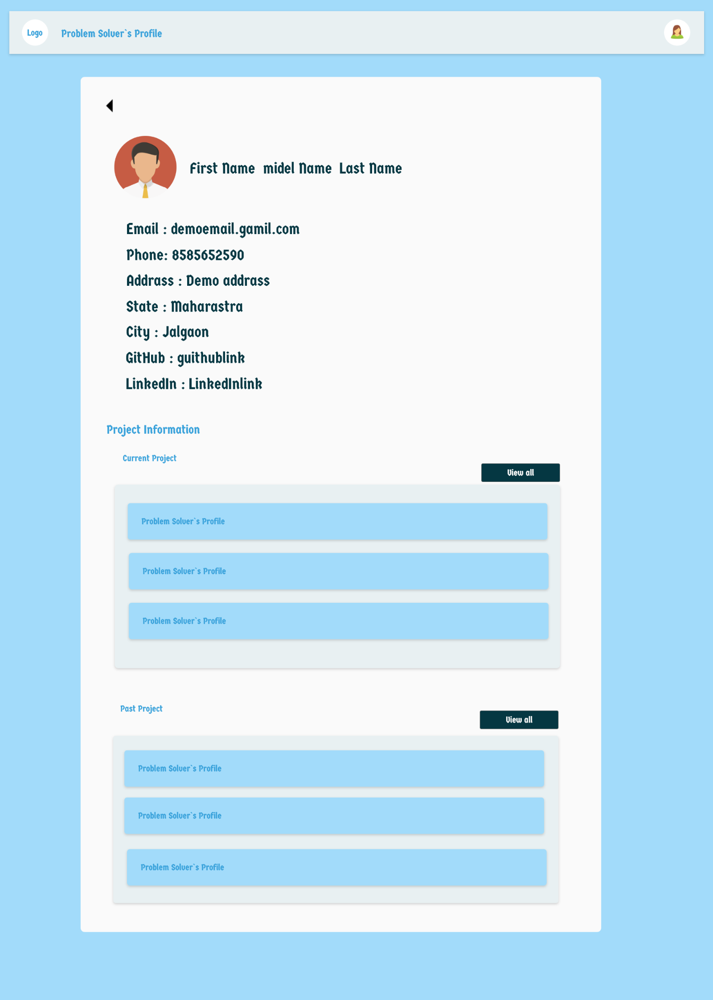 Logo
Problem Solver`s Profile
First Name midel Name Last Name
Email : demoemail.gamil.com
Phone: 8585652590
Addrass : Demo addrass
State : Maharastra
City : Jalgaon
GitHub : guithublink
LinkedIn : LinkedInlink
Project Information
Current Project
View all
Problem Solver`s Profile
Problem Solver`s Profile
Problem Solver`s Profile
Past Project
View all
Problem Solver`s Profile
Problem Solver`s Profile
Problem Solver`s Profile